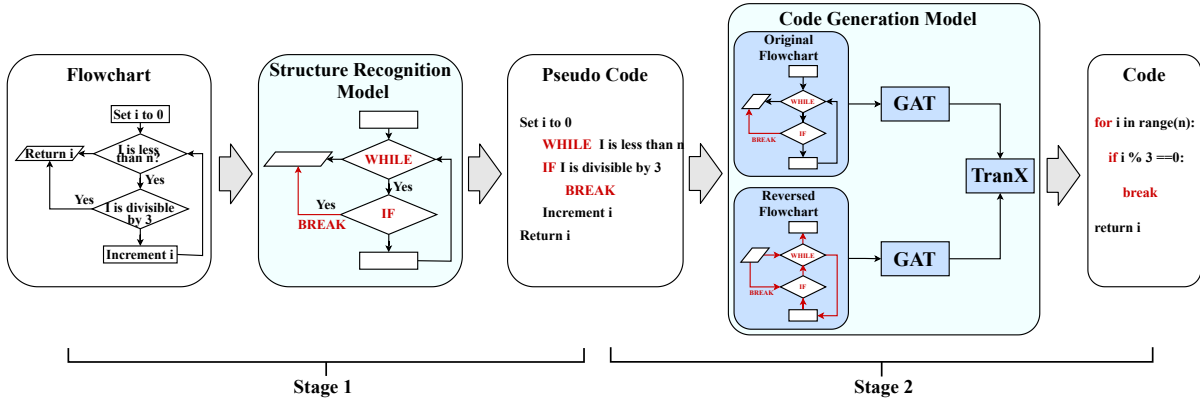 Flowchart
Set i to 0
I is less
than n?
Return i
Yes
Yes
I is divisible
by 3
Increment i
Structure Recognition
Model
WHILE
Yes
Yes
IF
BREAK
Pseudo Code
Set i to 0
WHILE I is less than n
IF I is divisible by 3
BREAK
Increment i
Return i
Code Generation Model
Original
Flowchart
WHILE
IF
BREAK
GAT
Reversed
Flowchart
WHILE
BREAK
IF
GAT
TranX
Code
for i in range(n):
if i % 3 ==0:
break
return i
Stage 1
Stage 2